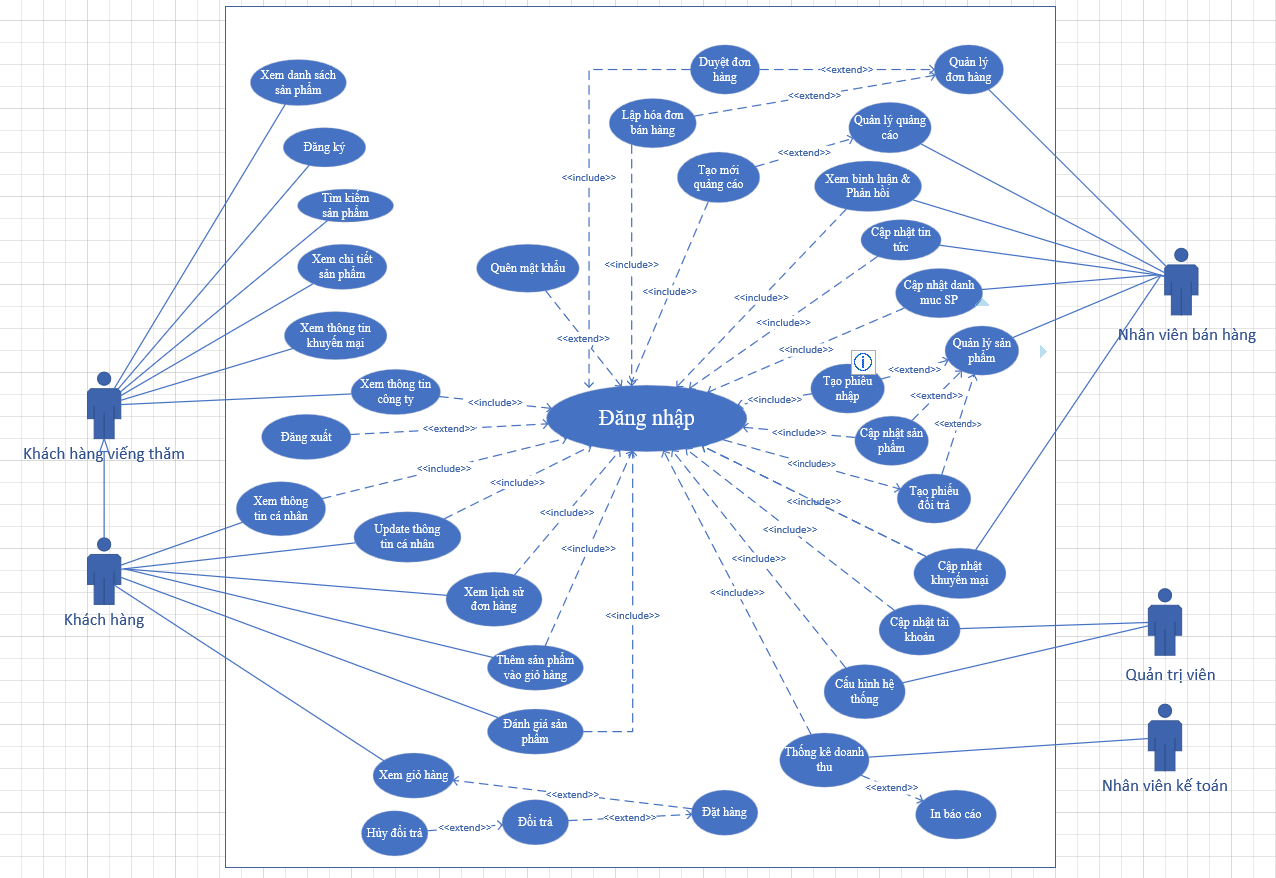 Xem danh sách
sản phẩm
Đăng ký
Tìm kiếm
sản phẩm
Xem chi tiết
sản phẩm
Xem thông tin
khuyến mại
Xem thông tin
công ty
Đăng xuất
Xem thông
tin cá nhân
Update thông
tin cá nhân
Xem lịch sử
đơn hàng
Thêm sản phẩm
vào giỏ hàng
Đánh giá sản
phẩm
Xem giỏ hàng
Hủy đổi trả
Đổi trả
Đặt hàng
Khách hàng viếng thăm
Khách hàng
Quên mật khẩu
Đăng nhập
Duyệt đơn
hàng
Lập hóa đơn
bán hàng
Tạo mới
quảng cáo
Quản lý
đơn hàng
Quản lý quảng
cáo
Xem bình luận &
Phản hồi
Cập nhật tin
tức
Cập nhật danh
muc SP
Quản lý sản
phẩm
Tạo phiếu
nhập
Cập nhật sản
phẩm
Tạo phiếu
đổi trả
Cập nhật
khuyến mại
Cập nhật tài
khoản
Cấu hình hệ
thống
Thống kê doanh
thu
In báo cáo
Nhân viên bán hàng
Quản trị viên
Nhân viên kế toán
<<extend>>
<<extend>>
<<extend>>
<<include>>
<<include>>
<<include>>
<<include>>
<<include>>
<<include>>
<<extend>>
<<include>>
<<extend>>
<<include>>
<<extend>>
<<include>>
<<extend>>
<<include>>
<<extend>>
<<include>>
<<include>>
<<include>>
<<include>>
<<include>>
<<include>>
<<include>>
<<include>>
<<include>>
<<include>>
<<extend>>
<<extend>>
<<extend>>
<<extend>>